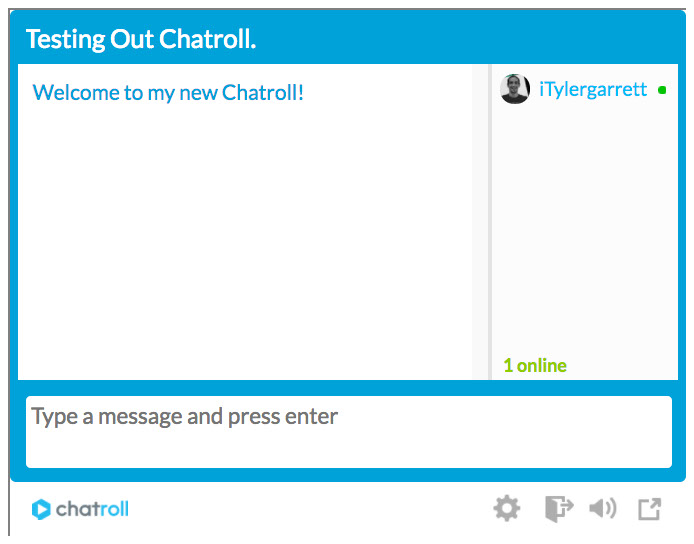 Testing Out Chatroll.
Welcome to my new Chatroll!
iTylergarrett
1 online
Type a message and press enter
chatroll